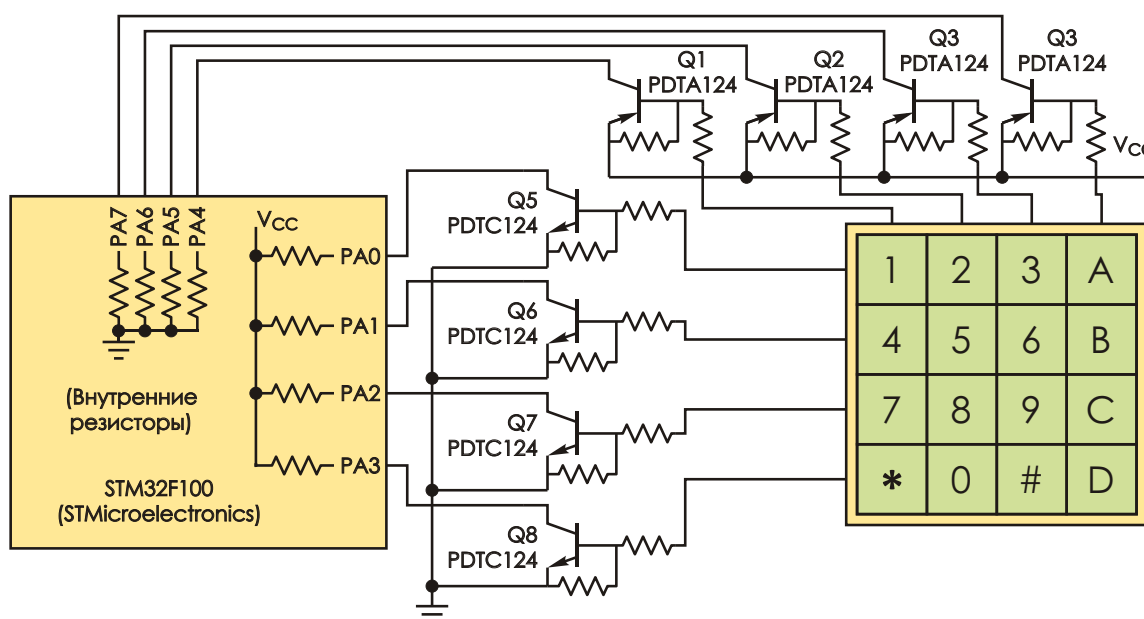 Q1
PDTA124
Q2
PDTA124
Q3
PDTA124
Q3
PDTA124
VCC
PA7
PA6
PA5
PA4
VCC
PA0
PA1
PA2
PA3
(Внутренние
резисторы)
STM32F100
(STMicroelectronics)
Q5
PDTC124
Q6
PDTC124
Q7
PDTC124
Q8
PDTC124
1 2 3 A
4 5 6 B
7 8 9 C
* 0 # D